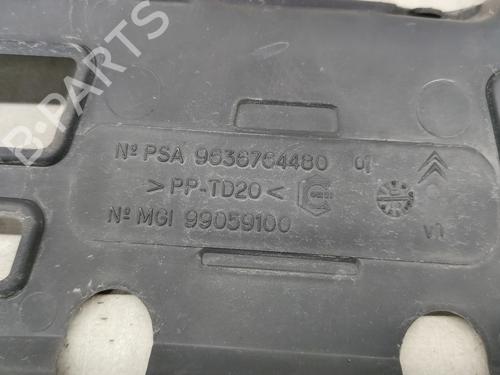 Nº PSA 9636764480 01
> PP-TD20 <
Nº MGI 99059100
V1
B-PARTS